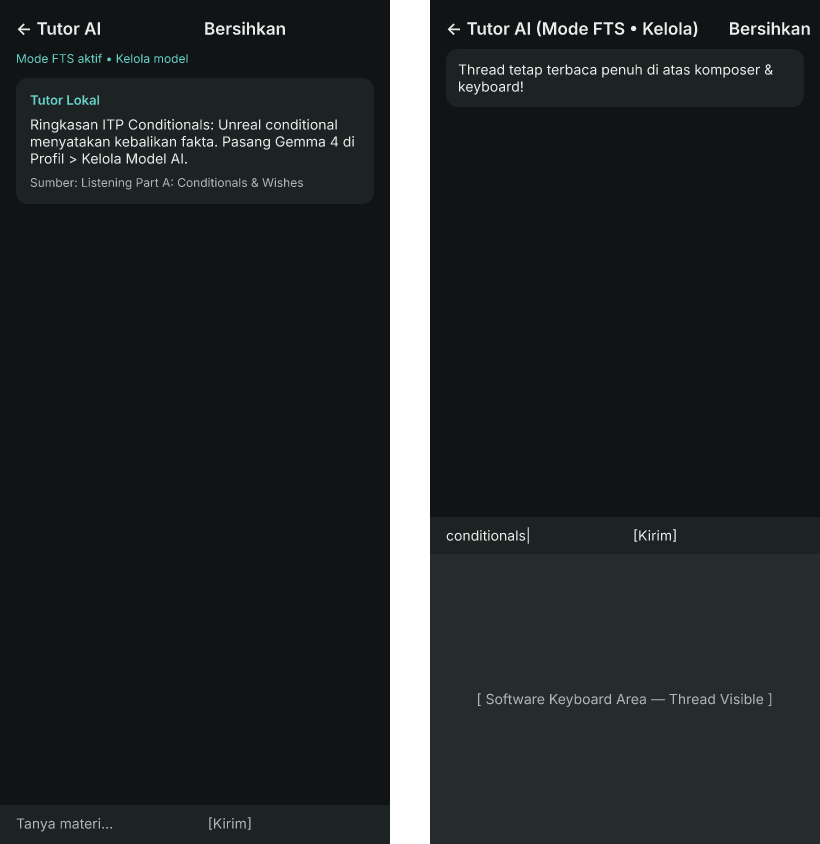 ← Tutor AI Bersihkan
Mode FTS aktif • Kelola model
Tutor Lokal
Ringkasan ITP Conditionals: Unreal conditional
menyatakan kebalikan fakta. Pasang Gemma 4 di
Profil > Kelola Model AI.
Sumber: Listening Part A: Conditionals & Wishes
Tanya materi... [Kirim]
← Tutor AI (Mode FTS • Kelola) Bersihkan
Thread tetap terbaca penuh di atas komposer &
keyboard!
conditionals| [Kirim]
[ Software Keyboard Area — Thread Visible ]